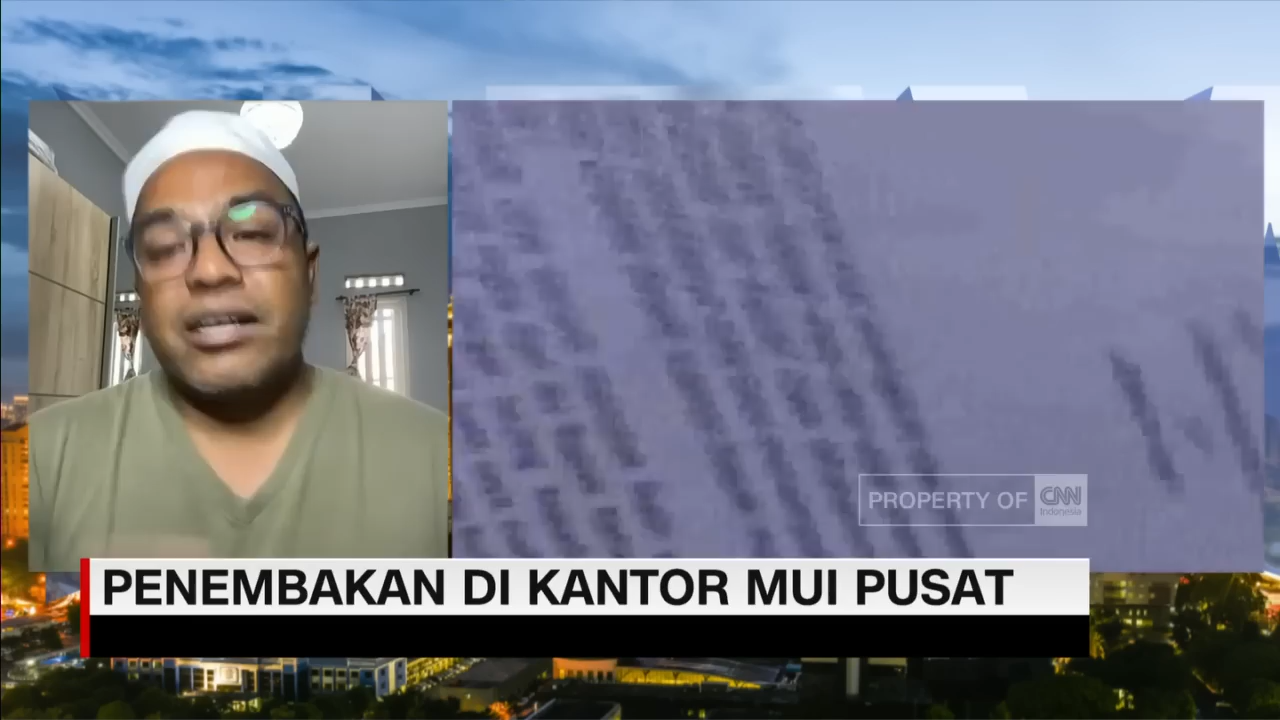 PROPERTY OF CNN Indonesia
PENEMBAKAN DI KANTOR MUI PUSAT